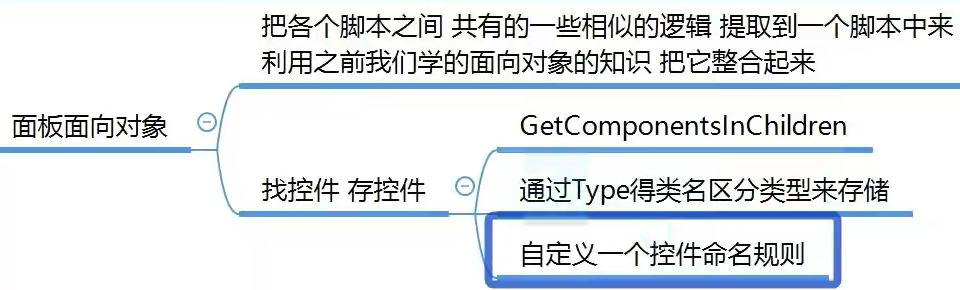 把各个脚本之间 共有的一些相似的逻辑 提取到一个脚本中来
利用之前我们学的面向对象的知识 把它整合起来
面板面向对象
GetComponentsInChildren
找控件 存控件
通过Type得类名区分类型来存储
自定义一个控件命名规则